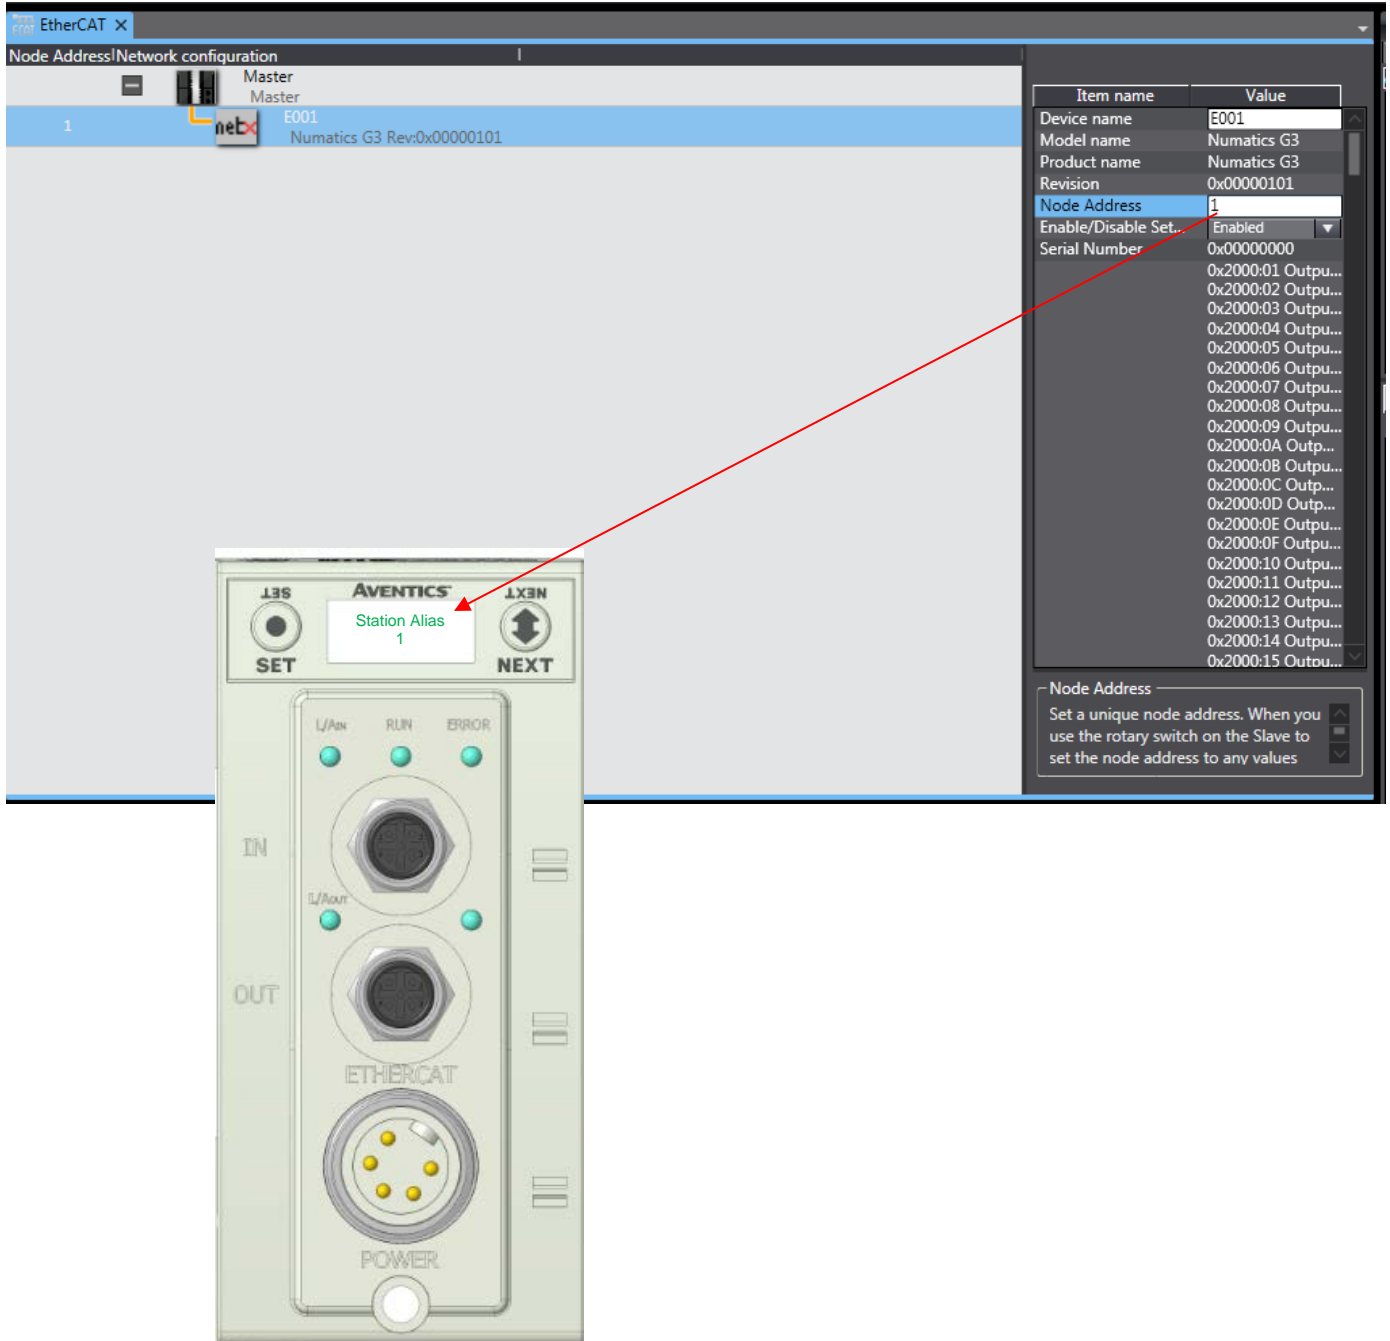 EtherCAT
Node Address Network configuration
Master
Master
1
E001
netx
Numatics G3 Rev:0x00000101
Item name Value
Device name E001
Model name Numatics G3
Product name Numatics G3
Revision 0x00000101
Node Address 1
Enable/Disable Set... Enabled
Serial Number 0x00000000
0x2000:01 Outpu...
0x2000:02 Outpu...
0x2000:03 Outpu...
0x2000:04 Outpu...
0x2000:05 Outpu...
0x2000:06 Outpu...
0x2000:07 Outpu...
0x2000:08 Outpu...
0x2000:09 Outpu...
0x2000:0A Outp...
0x2000:0B Outpu...
0x2000:0C Outp...
0x2000:0D Outp...
0x2000:0E Outpu...
0x2000:0F Outpu...
0x2000:10 Outpu...
0x2000:11 Outpu...
0x2000:12 Outpu...
0x2000:13 Outpu...
0x2000:14 Outpu...
0x2000:15 Outpu...
Node Address
Set a unique node address. When you
use the rotary switch on the Slave to
set the node address to any values
SET AVENTICS NEXT
Station Alias
1
SET NEXT
L/AIN RUN ERROR
IN
L/AOUT
OUT
ETHERCAT
POWER